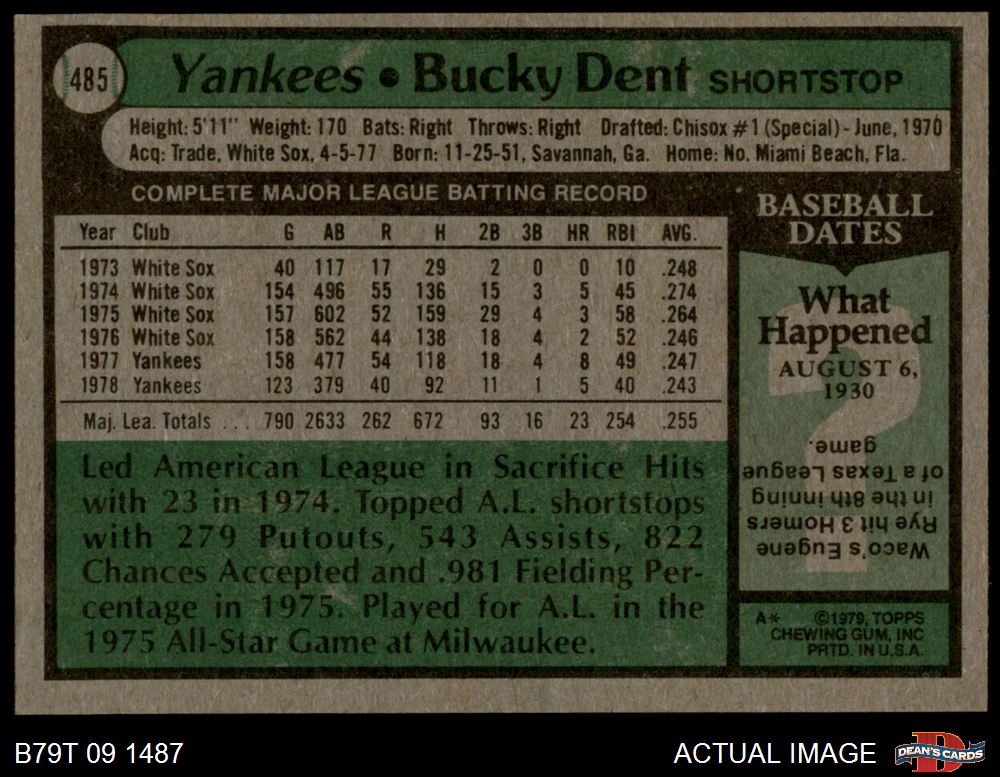 485
Yankees • Bucky Dent SHORTSTOP
Height: 5'11" Weight: 170 Bats: Right Throws: Right Drafted: Chisox #1 (Special) - June, 1970
Acq: Trade, White Sox, 4-5-77 Born: 11-25-51, Savannah, Ga. Home: No. Miami Beach, Fla.
COMPLETE MAJOR LEAGUE BATTING RECORD
Year Club G AB R H 2B 3B HR RBI AVG.
1973 White Sox 40 117 17 29 2 0 0 10 .248
1974 White Sox 154 496 55 136 15 3 5 45 .274
1975 White Sox 157 602 52 159 29 4 3 58 .264
1976 White Sox 158 562 44 138 18 4 2 52 .246
1977 Yankees 158 477 54 118 18 4 8 49 .247
1978 Yankees 123 379 40 92 11 1 5 40 .243
Maj. Lea. Totals ... 790 2633 262 672 93 16 23 254 .255
Led American League in Sacrifice Hits
with 23 in 1974. Topped A.L. shortstops
with 279 Putouts, 543 Assists, 822
Chances Accepted and .981 Fielding Per-
centage in 1975. Played for A.L. in the
1975 All-Star Game at Milwaukee.
BASEBALL
DATES
What
Happened
AUGUST 6,
1930
?
Waco's Eugene
Rye hit 3 Homers
in the 8th inning
of a Texas League
game.
A* ©1979, TOPPS
CHEWING GUM, INC
PRTD. IN U.S.A.
B79T 09 1487
ACTUAL IMAGE
D
DEAN'S CARDS